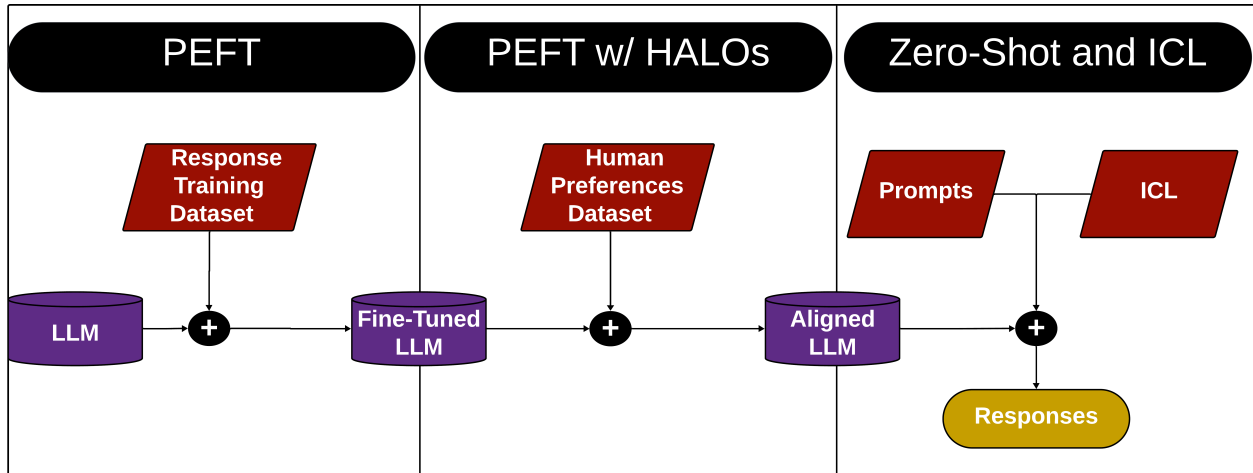 PEFT
PEFT w/ HALOs
Zero-Shot and ICL
Response
Training
Dataset
Human
Preferences
Dataset
Prompts
ICL
LLM
+
Fine-Tuned
LLM
+
Aligned
LLM
+
Responses